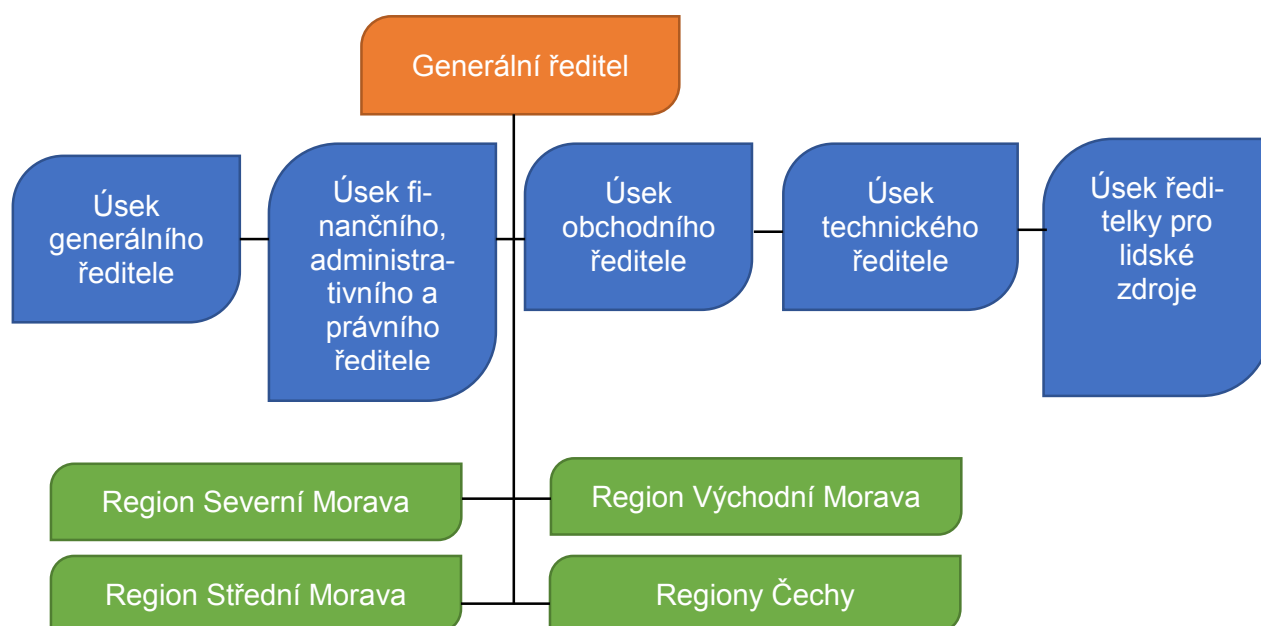 Generální ředitel
Úsek
generálního
ředitele
Úsek fi-
nančního,
administra-
tivního a
právního
ředitele
Úsek
obchodního
ředitele
Úsek
technického
ředitele
Úsek ředi-
telky pro
lidské
zdroje
Region Severní Morava
Region Východní Morava
Region Střední Morava
Regiony Čechy